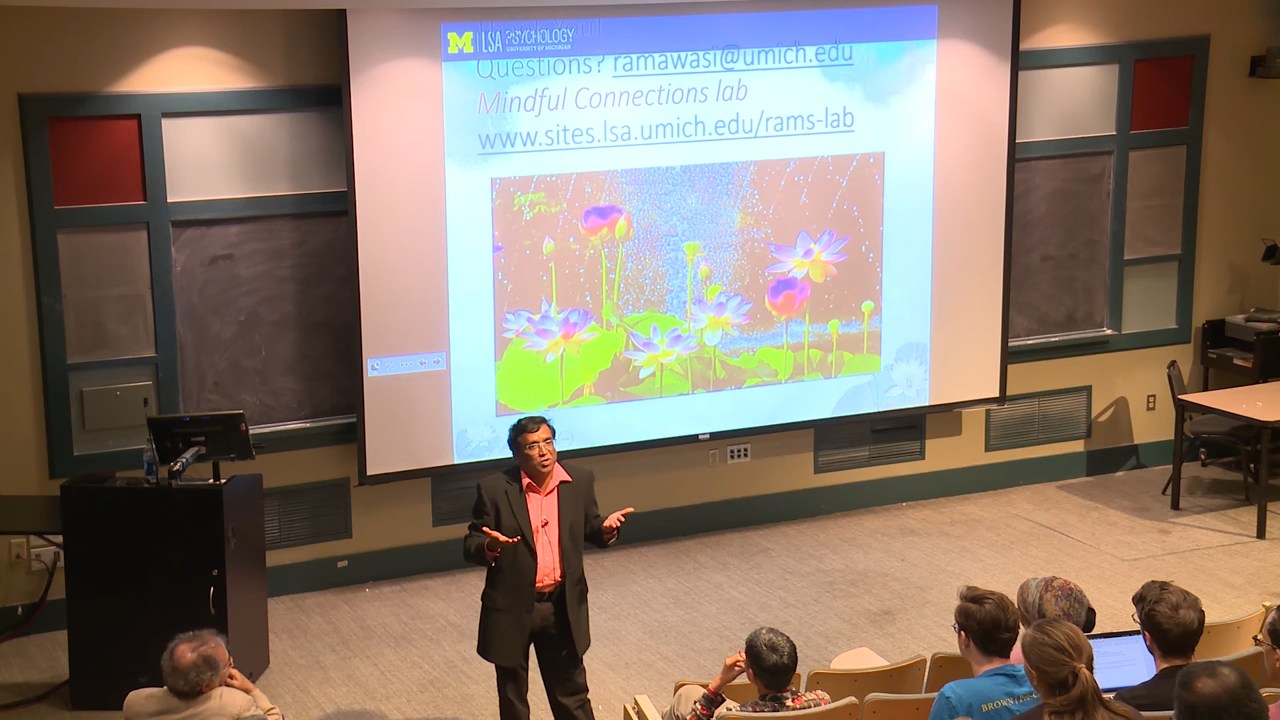 M LSA PSYCHOLOGY
UNIVERSITY OF MICHIGAN
Questions? ramawasi@umich.edu
Mindful Connections lab
www.sites.lsa.umich.edu/rams-lab
BROWN